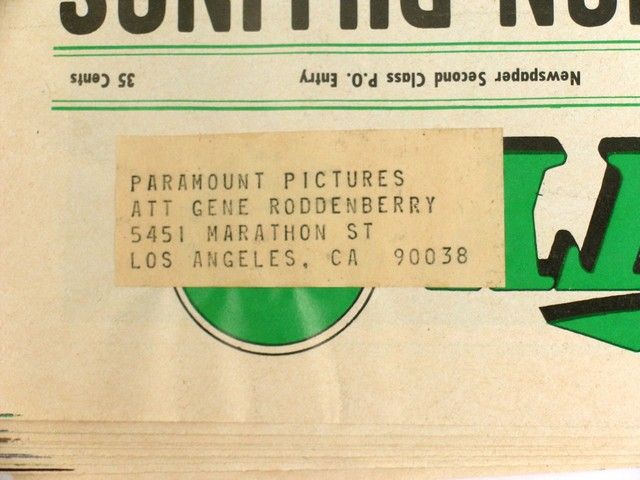 Newspaper Second Class P.O. Entry
35 Cents
PARAMOUNT PICTURES
ATT GENE RODDENBERRY
5451 MARATHON ST
LOS ANGELES, CA 90038